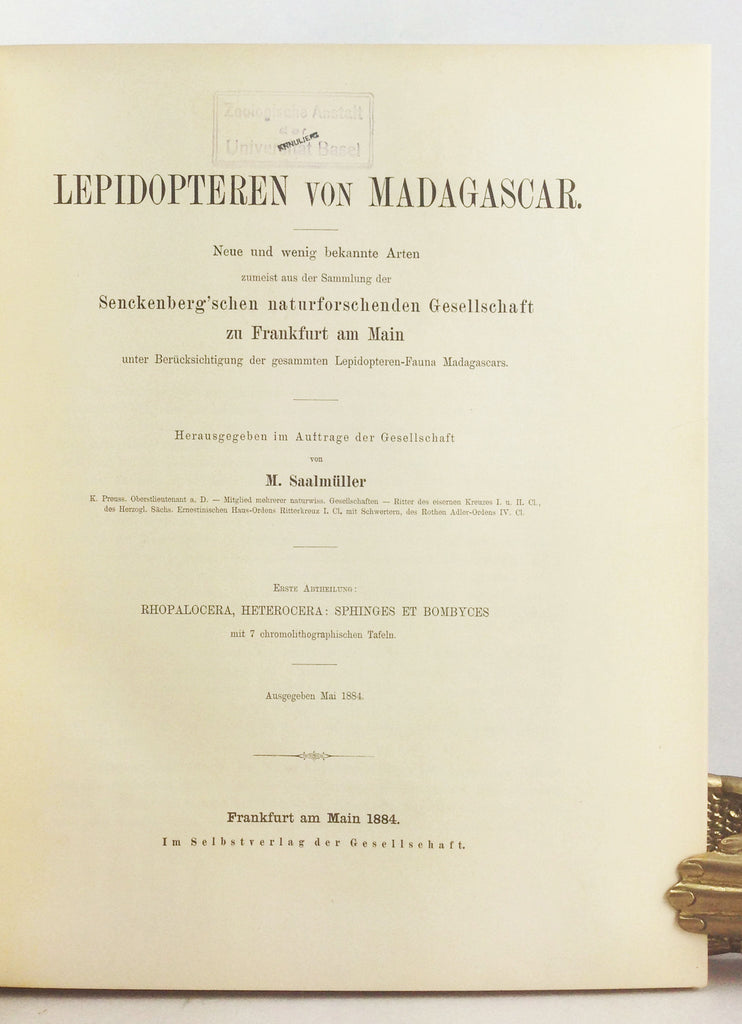 Zoologische Anstalt
der
Universität Basel
ANNULIERT
LEPIDOPTEREN VON MADAGASCAR.
Neue und wenig bekannte Arten
zumeist aus der Sammlung der
Senckenberg'schen naturforschenden Gesellschaft
zu Frankfurt am Main
unter Berücksichtigung der gesammten Lepidopteren-Fauna Madagascars.
Herausgegeben im Auftrage der Gesellschaft
von
M. Saalmüller
K. Preuss. Oberstlieutenant a. D. — Mitglied mehrerer naturwiss. Gesellschaften — Ritter des eisernen Kreuzes I. u. II. Cl.,
des Herzogl. Sächs. Ernestinischen Haus-Ordens Ritterkreuz I. Cl. mit Schwertern, des Rothen Adler-Ordens IV. Cl.
ERSTE ABTHEILUNG:
RHOPALOCERA, HETEROCERA: SPHINGES ET BOMBYCES
mit 7 chromolithographischen Tafeln.
Ausgegeben Mai 1884.
Frankfurt am Main 1884.
Im Selbstverlag der Gesellschaft.